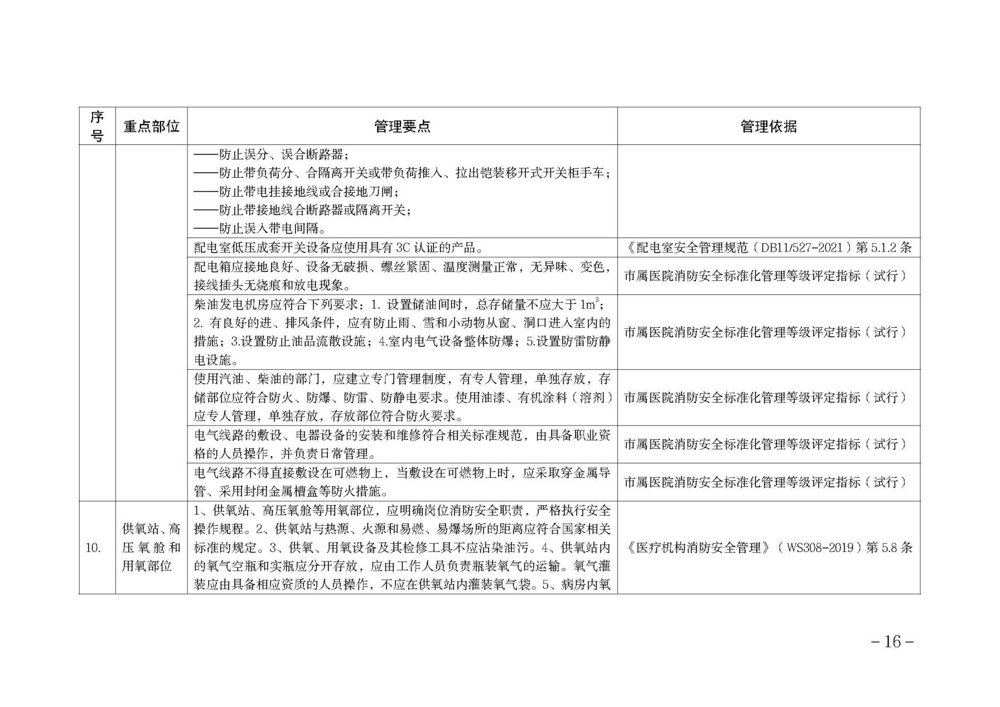 序号
重点部位
管理要点
管理依据
——防止误分、误合断路器；
——防止带负荷分、合隔离开关或带负荷推入、拉出铠装移开式开关柜手车；
——防止带电挂接地线或合接地刀闸；
——防止带接地线合断路器或隔离开关；
——防止误入带电间隔。
配电室低压成套开关设备应使用具有 3C 认证的产品。
《配电室安全管理规范（DB11/527-2021）第 5.1.2 条
配电箱应接地良好、设备无破损、螺丝紧固、温度测量正常，无异味、变色，
接线插头无烧痕和放电现象。
市属医院消防安全标准化管理等级评定指标（试行）
柴油发电机房应符合下列要求：1. 设置储油间时，总存储量不应大于 1m³；
2. 有良好的进、排风条件，应有防止雨、雪和小动物从窗、洞口进入室内的
措施；3.设置防止油品流散设施；4.室内电气设备整体防爆；5.设置防雷防静
电设施。
市属医院消防安全标准化管理等级评定指标（试行）
使用汽油、柴油的部门，应建立专门管理制度，有专人管理，单独存放，存
储部位应符合防火、防爆、防雷、防静电要求。使用油漆、有机涂料（溶剂）
应专人管理，单独存放，存放部位符合防火要求。
市属医院消防安全标准化管理等级评定指标（试行）
电气线路的敷设、电器设备的安装和维修符合相关标准规范，由具备职业资
格的人员操作，并负责日常管理。
市属医院消防安全标准化管理等级评定指标（试行）
电气线路不得直接敷设在可燃物上，当敷设在可燃物上时，应采取穿金属导
管、采用封闭金属槽盒等防火措施。
市属医院消防安全标准化管理等级评定指标（试行）
10.
供氧站、高
压氧舱和
用氧部位
1、供氧站、高压氧舱等用氧部位，应明确岗位消防安全职责，严格执行安全
操作规程。2、供氧站与热源、火源和易燃、易爆场所的距离应符合国家相关
标准的规定。3、供氧、用氧设备及其检修工具不应沾染油污。4、供氧站内
的氧气空瓶和实瓶应分开存放，应由工作人员负责瓶装氧气的运输。氧气灌
装应由具备相应资质的人员操作，不应在供氧站内灌装氧气袋。5、病房内氧
《医疗机构消防安全管理》（WS308-2019）第 5.8 条
－16－